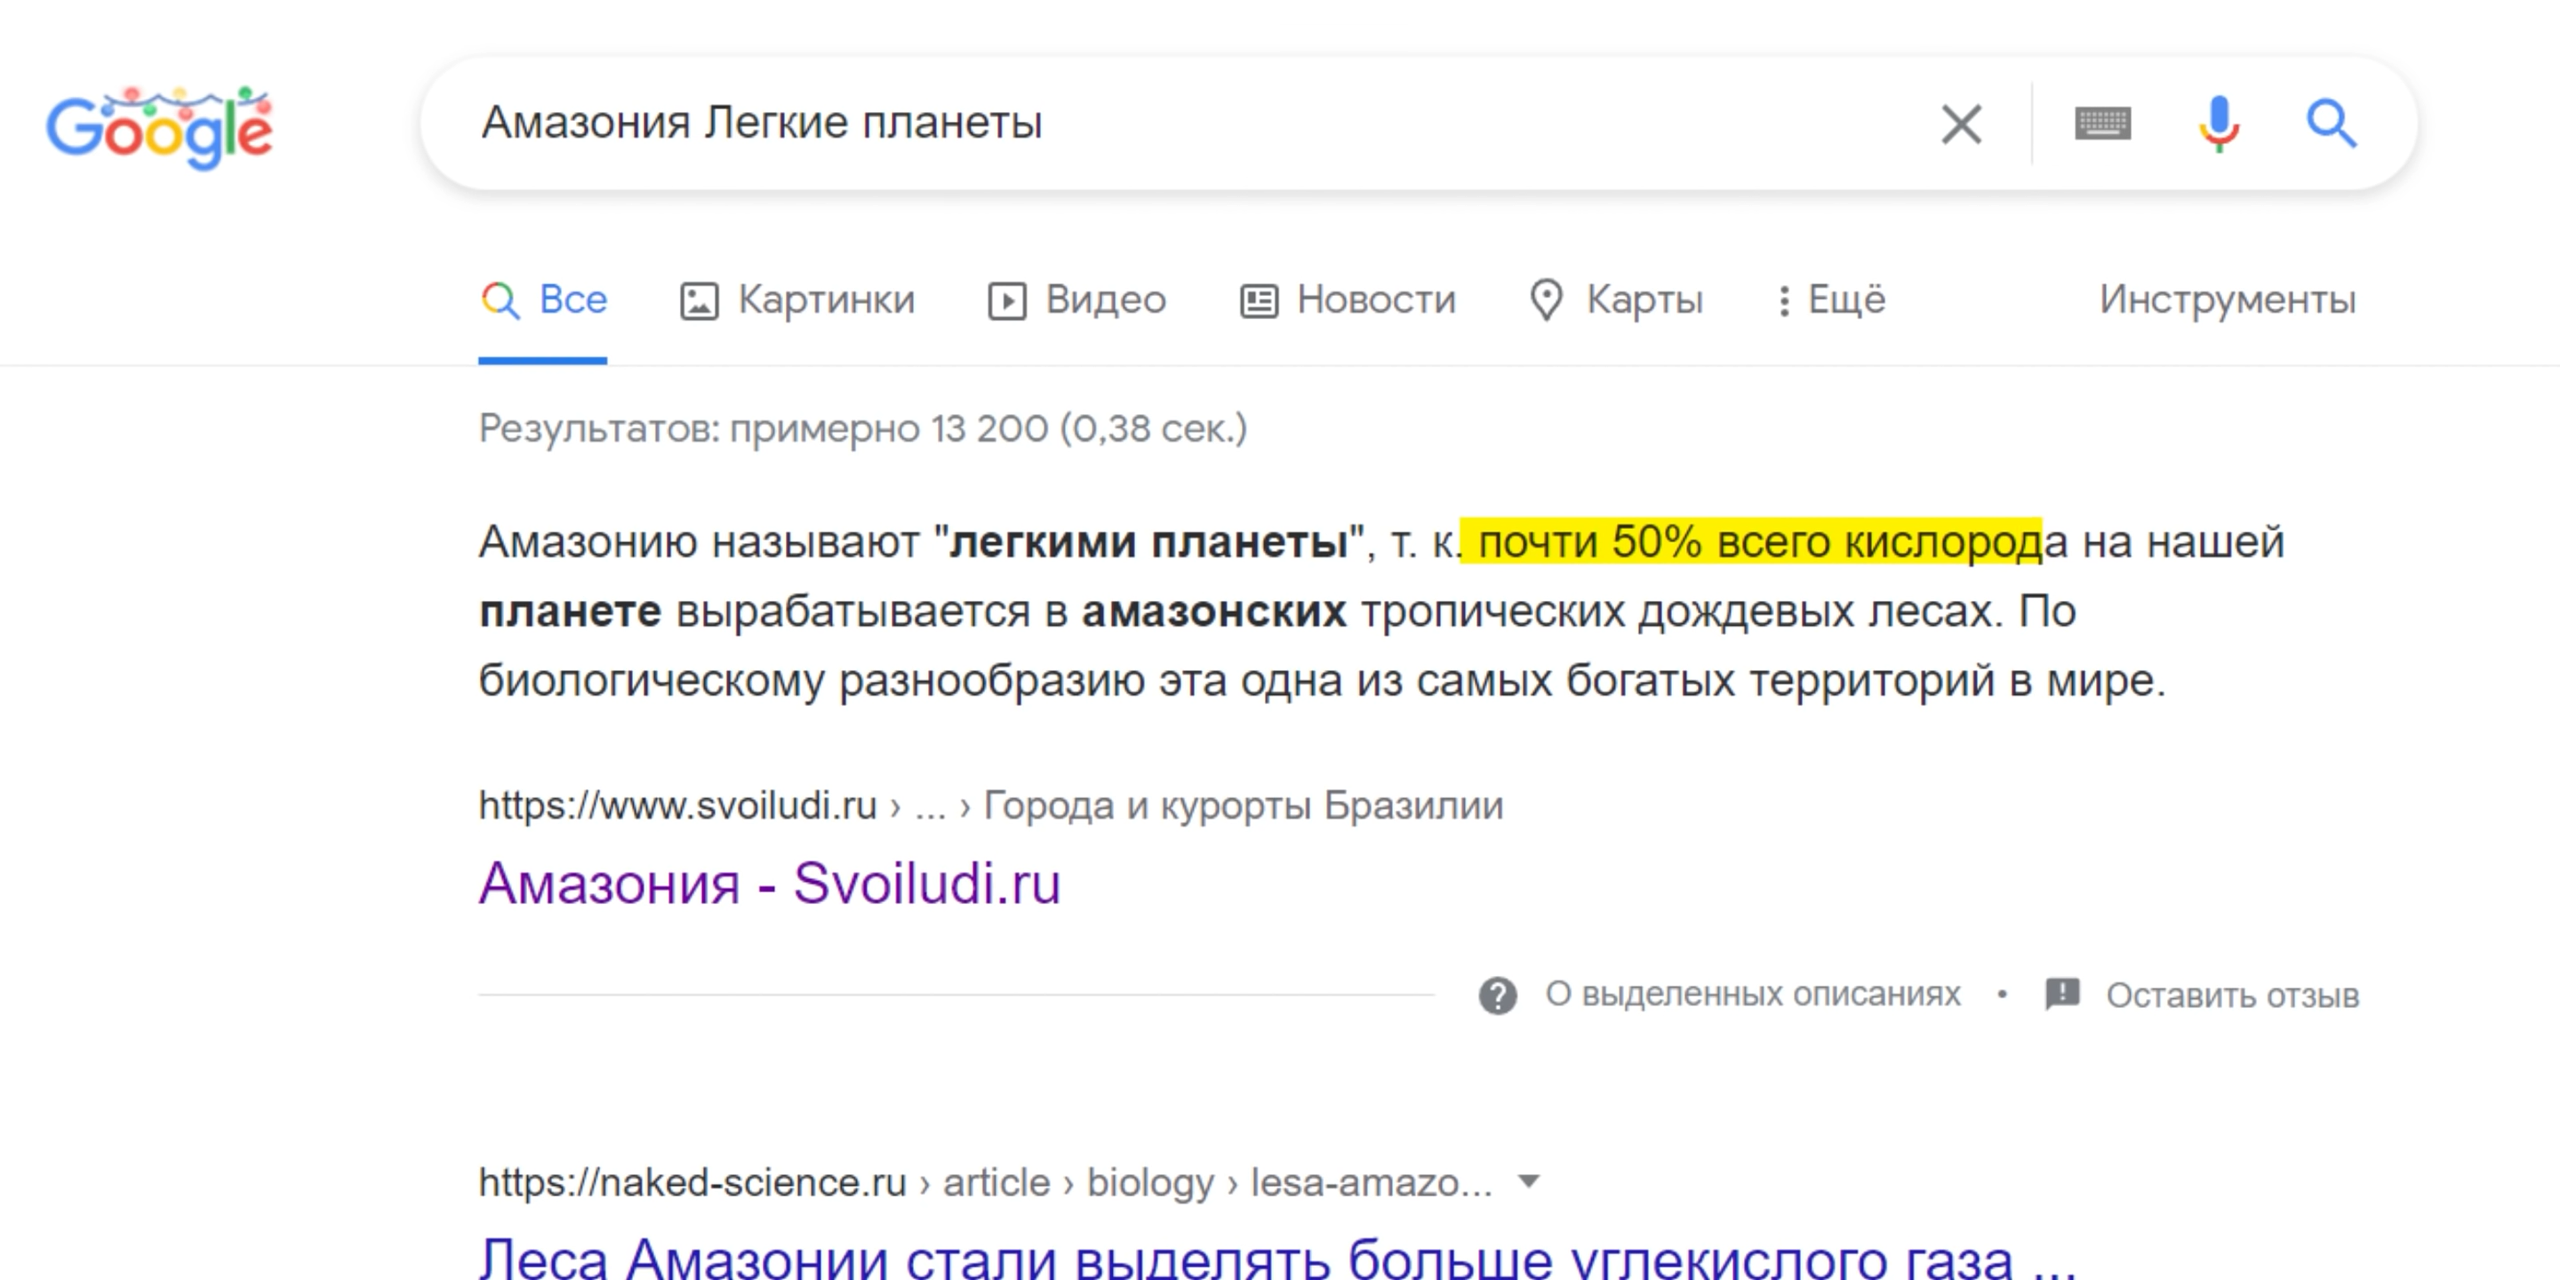 Google
Амазония Легкие планеты
Все Картинки Видео Новости Карты Ещё Инструменты
Результатов: примерно 13 200 (0,38 сек.)
Амазонию называют "легкими планеты", т. к. почти 50% всего кислорода на нашей
планете вырабатывается в амазонских тропических дождевых лесах. По
биологическому разнообразию эта одна из самых богатых территорий в мире.
https://www.svoiludi.ru › ... › Города и курорты Бразилии
Амазония - Svoiludi.ru
О выделенных описаниях • Оставить отзыв
https://naked-science.ru › article › biology › lesa-amazo...
Леса Амазонии стали выделять больше углекислого газа ...